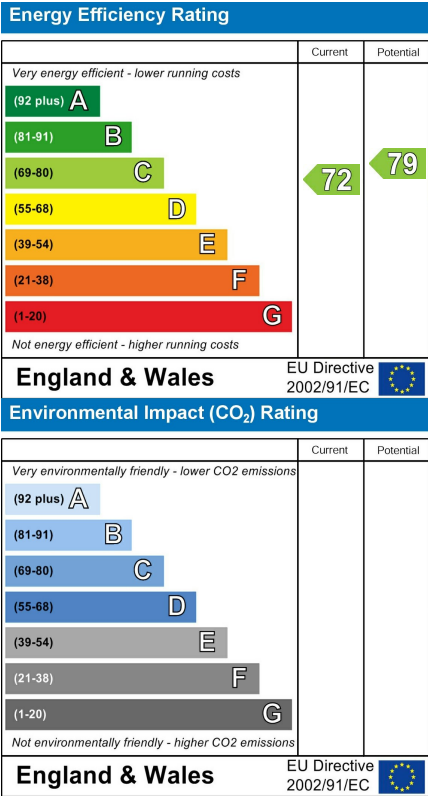 Energy Efficiency Rating
Current Potential
Very energy efficient - lower running costs
(92 plus) A
(81-91) B
(69-80) C
72 79
(55-68) D
(39-54) E
(21-38) F
(1-20) G
Not energy efficient - higher running costs
England & Wales
EU Directive
2002/91/EC
Environmental Impact (CO₂) Rating
Current Potential
Very environmentally friendly - lower CO2 emissions
(92 plus) A
(81-91) B
(69-80) C
(55-68) D
(39-54) E
(21-38) F
(1-20) G
Not environmentally friendly - higher CO2 emissions
England & Wales
EU Directive
2002/91/EC